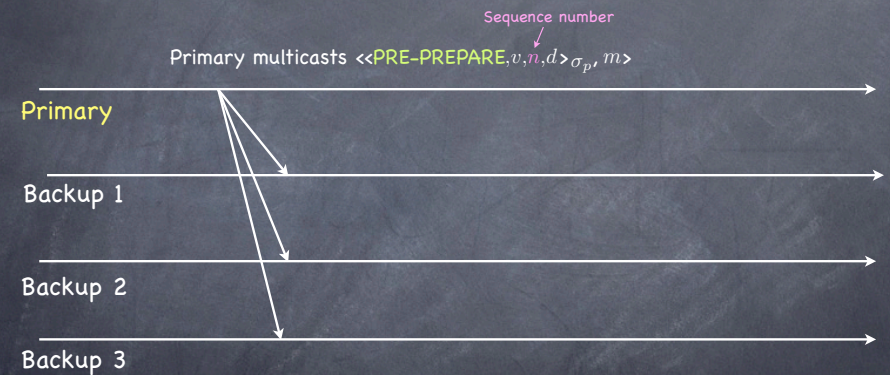 Sequence number
Primary multicasts <<PRE-PREPARE,v,n,d>σp, m>
Primary
Backup 1
Backup 2
Backup 3